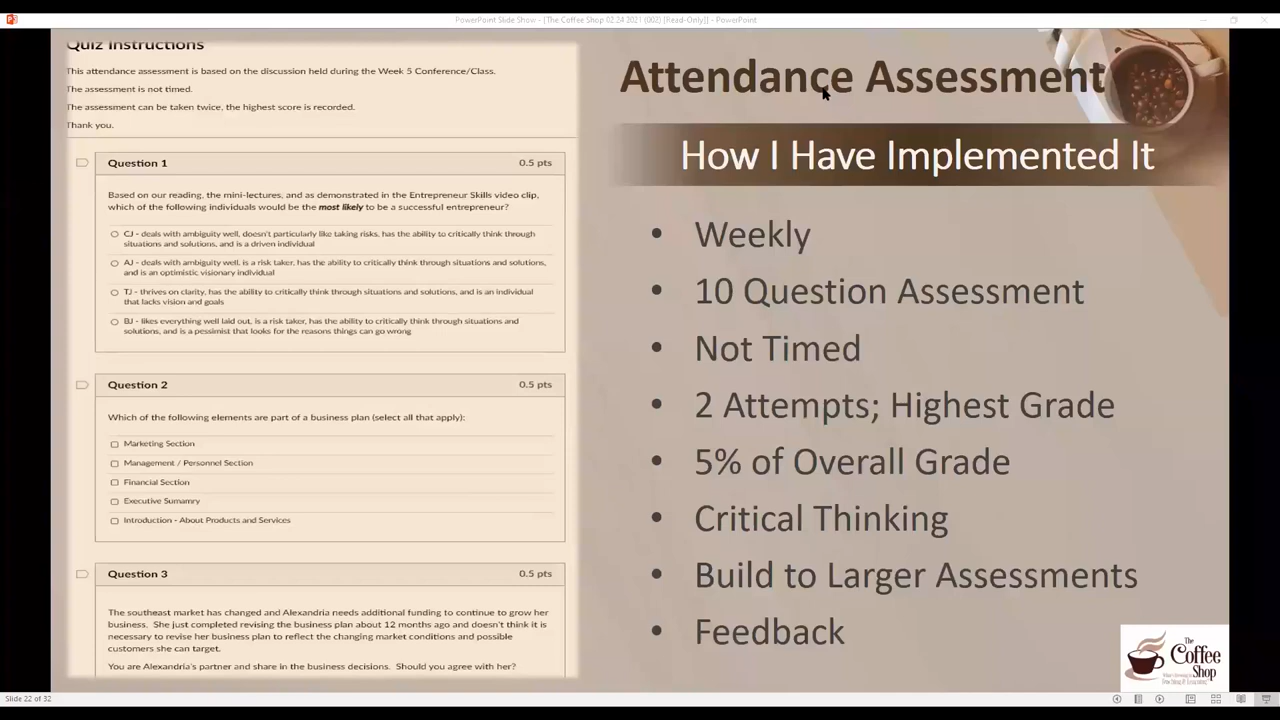 PowerPoint Slide Show - [The Coffee Shop 02.24.2021 (002) [Read-Only]] - PowerPoint
Quiz Instructions
This attendance assessment is based on the discussion held during the Week 5 Conference/Class.
The assessment is not timed.
The assessment can be taken twice, the highest score is recorded.
Thank you.
Question 1 0.5 pts
Based on our reading, the mini-lectures, and as demonstrated in the Entrepreneur Skills video clip,
which of the following individuals would be the most likely to be a successful entrepreneur?
CJ - deals with ambiguity well, doesn't particularly like taking risks, has the ability to critically think through
situations and solutions, and is a driven individual
AJ - deals with ambiguity well, is a risk taker, has the ability to critically think through situations and solutions,
and is an optimistic visionary individual
TJ - thrives on clarity, has the ability to critically think through situations and solutions, and is an individual
that lacks vision and goals
BJ - likes everything well laid out, is a risk taker, has the ability to critically think through situations and
solutions, and is a pessimist that looks for the reasons things can go wrong
Question 2 0.5 pts
Which of the following elements are part of a business plan (select all that apply):
Marketing Section
Management / Personnel Section
Financial Section
Executive Sumamry
Introduction - About Products and Services
Question 3 0.5 pts
The southeast market has changed and Alexandria needs additional funding to continue to grow her
business. She just completed revising the business plan about 12 months ago and doesn't think it is
necessary to revise her business plan to reflect the changing market conditions and possible
customers she can target.
You are Alexandria's partner and share in the business decisions. Should you agree with her?
Attendance Assessment
How I Have Implemented It
• Weekly
• 10 Question Assessment
• Not Timed
• 2 Attempts; Highest Grade
• 5% of Overall Grade
• Critical Thinking
• Build to Larger Assessments
• Feedback
The
Coffee
Shop
Slide 22 of 32